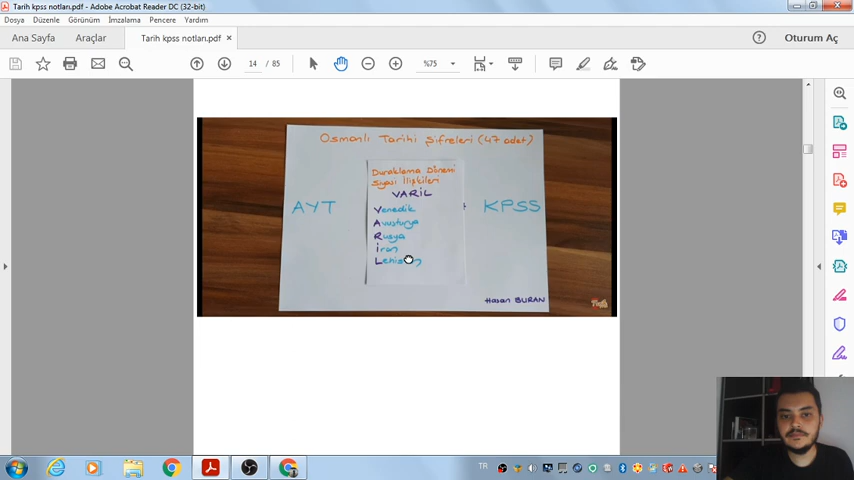 Tarih kpss notları.pdf - Adobe Acrobat Reader DC (32-bit)
Dosya Düzenle Görünüm İmzalama Pencere Yardım
Ana Sayfa Araçlar Tarih kpss notları.pdf × Oturum Aç
14 / 85 %75
Osmanlı Tarihi Şifreleri (47 adet)
Duraklama Dönemi
Siyasi İlişkileri
VARİL
AYT
Venedik
KPSS
Avusturya
Rusya
İran
Hasan BURAN
TR